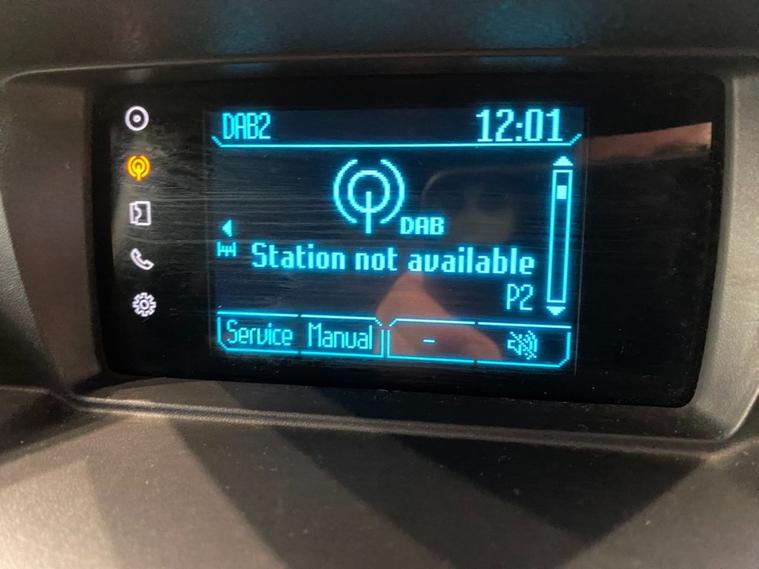 DAB2 12:01
DAB
Station not available
P2
Service Manual -